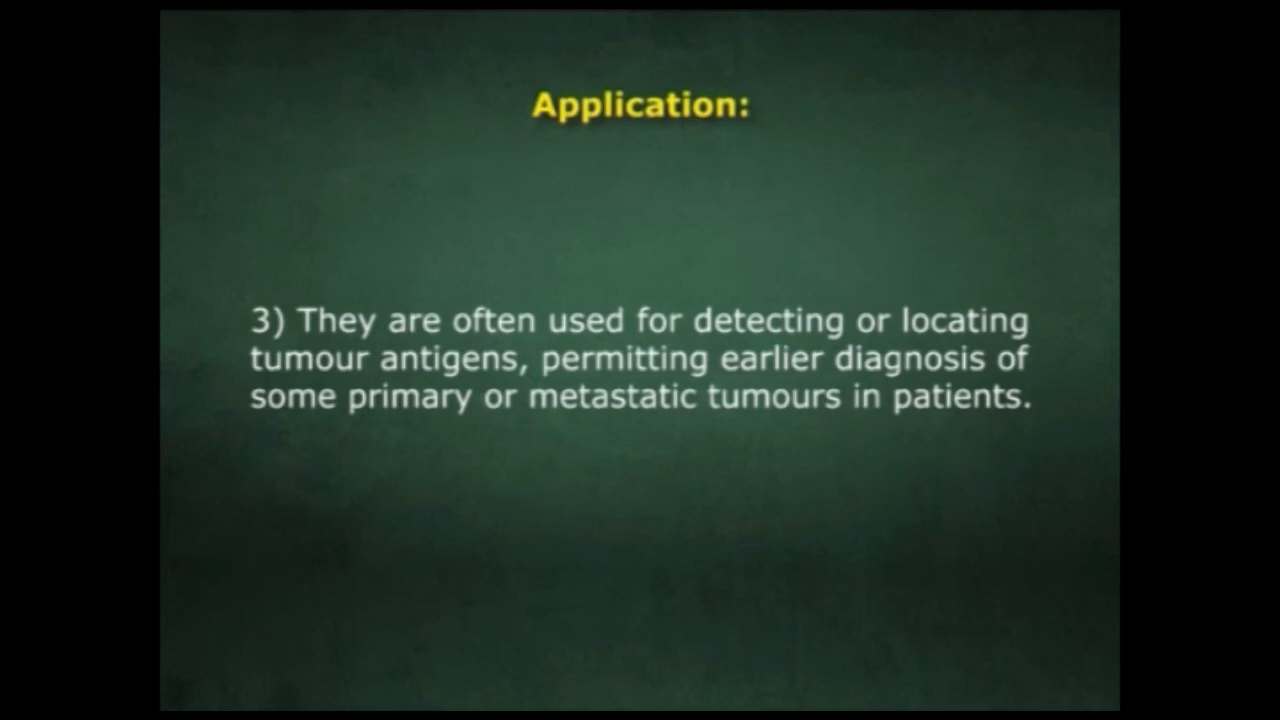 Application:
3) They are often used for detecting or locating
tumour antigens, permitting earlier diagnosis of
some primary or metastatic tumours in patients.